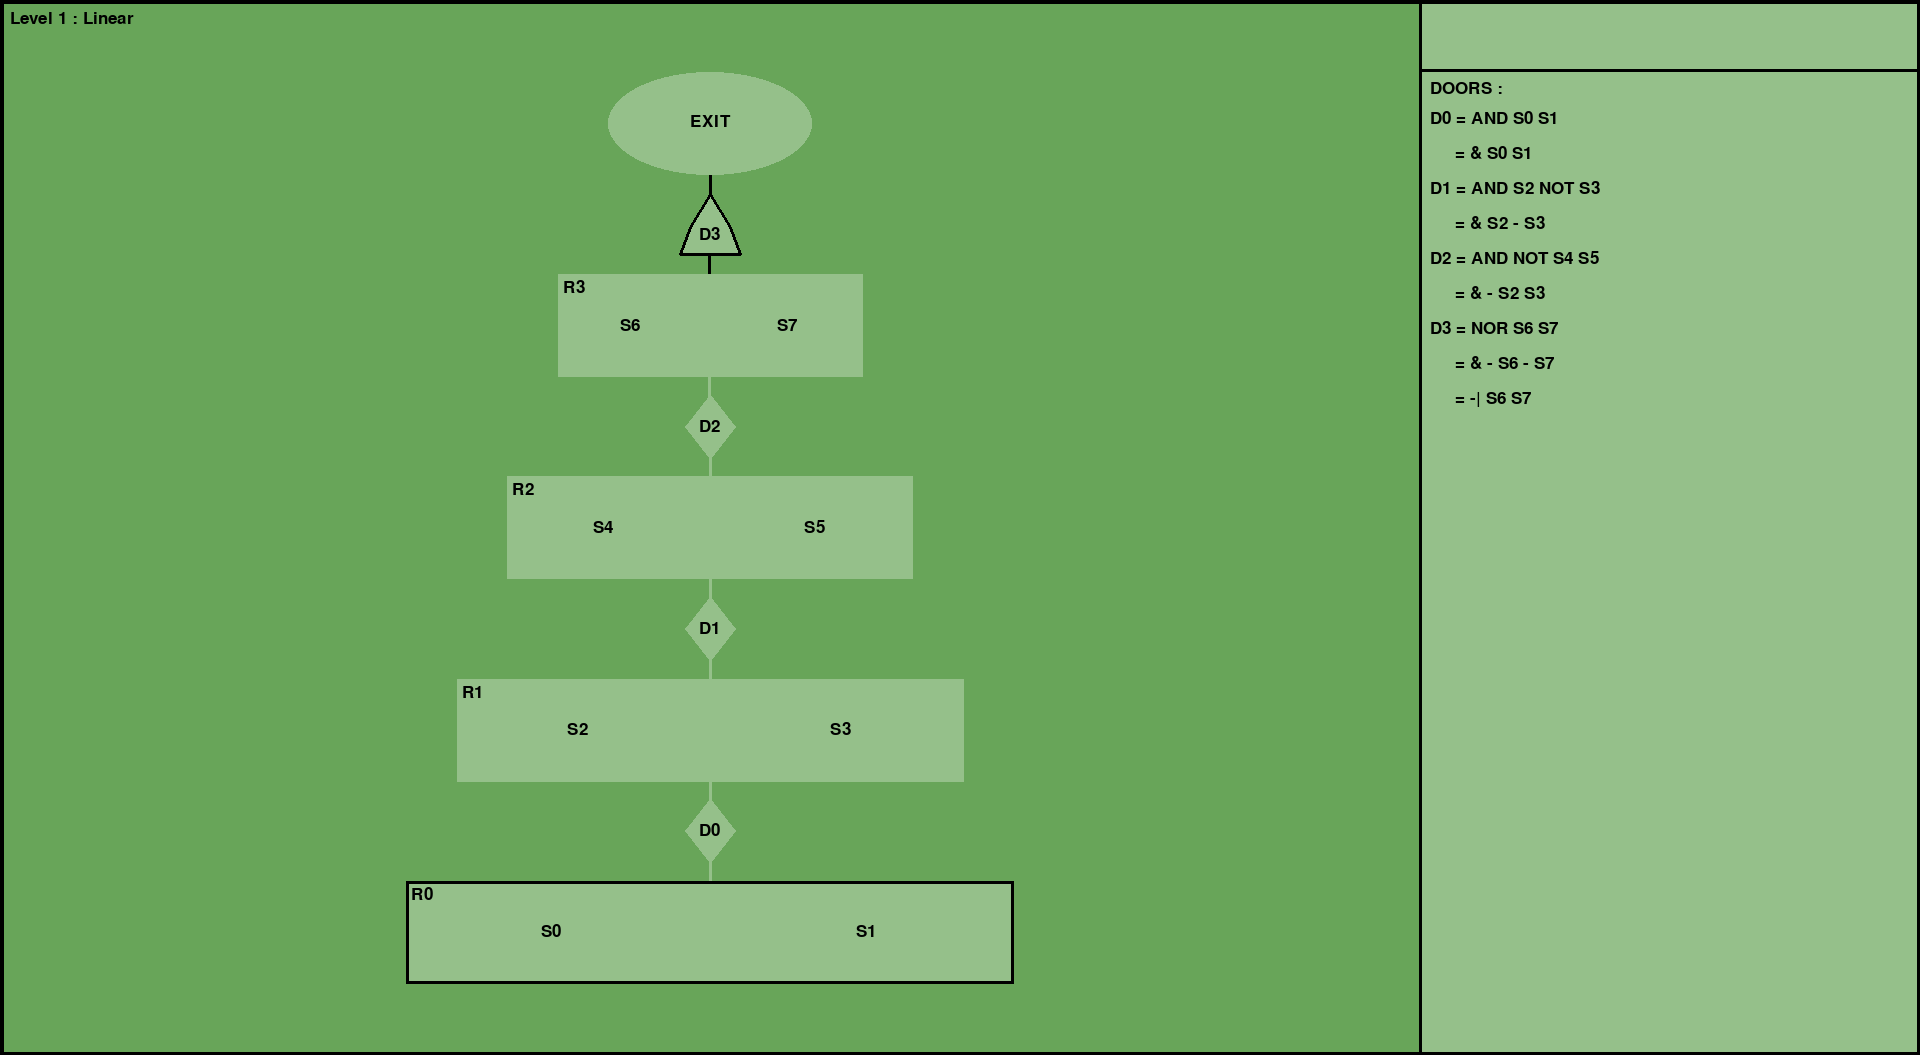 Level 1 : Linear
EXIT
D3
R3
S6 S7
D2
R2
S4 S5
D1
R1
S2 S3
D0
R0
S0 S1
DOORS :
D0 = AND S0 S1
= & S0 S1
D1 = AND S2 NOT S3
= & S2 - S3
D2 = AND NOT S4 S5
= & - S2 S3
D3 = NOR S6 S7
= & - S6 - S7
= -| S6 S7